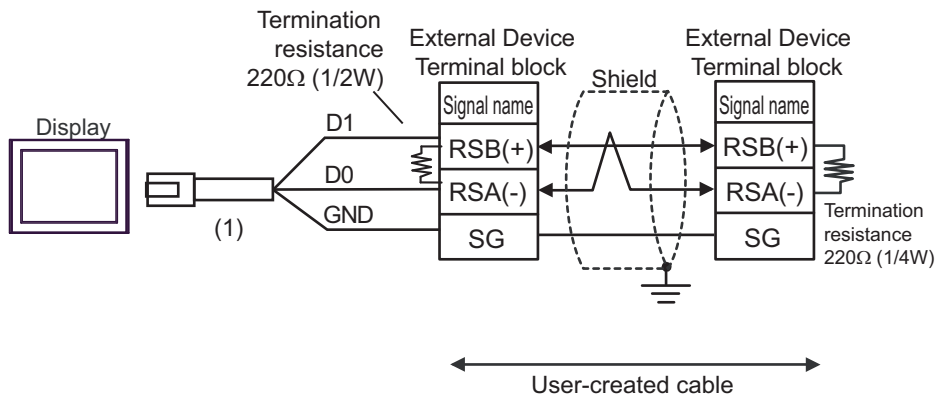 Termination
resistance
220Ω (1/2W)
External Device
Terminal block
Shield
External Device
Terminal block
Signal name
Signal name
Display
D1
RSB(+)
RSB(+)
D0
RSA(-)
RSA(-)
GND
(1)
SG
SG
Termination
resistance
220Ω (1/4W)
User-created cable